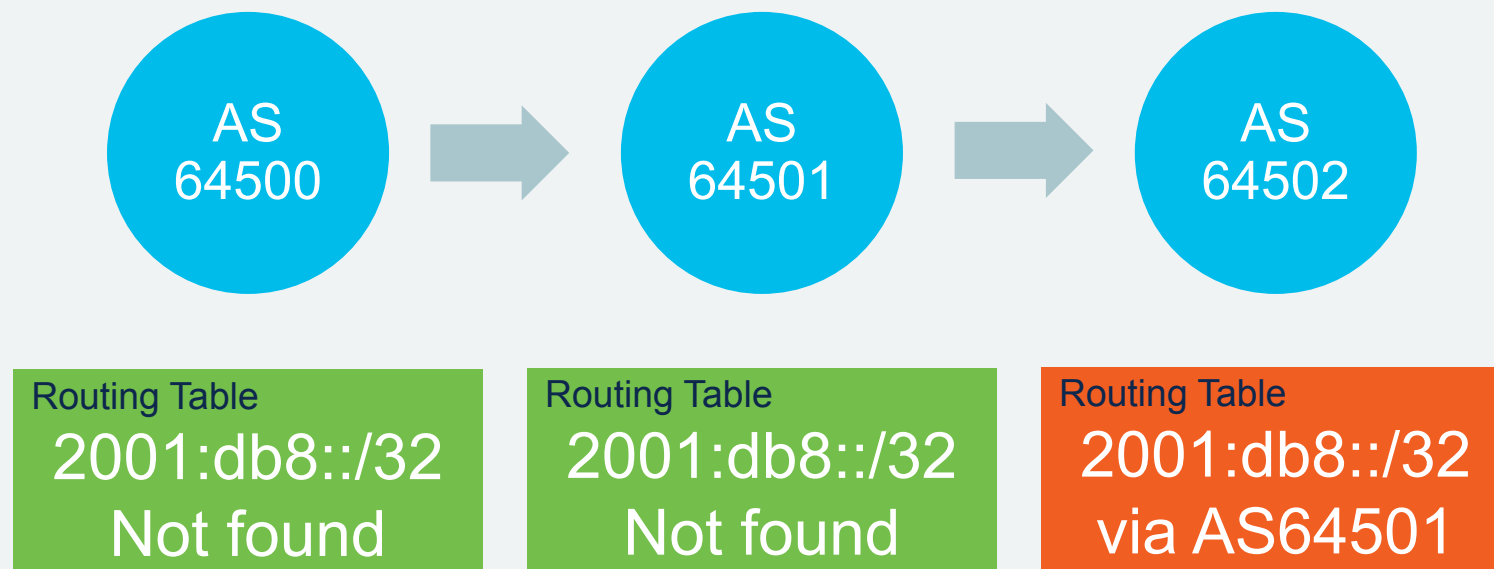 AS
64500
AS
64501
AS
64502
Routing Table
2001:db8::/32
Not found
Routing Table
2001:db8::/32
Not found
Routing Table
2001:db8::/32
via AS64501